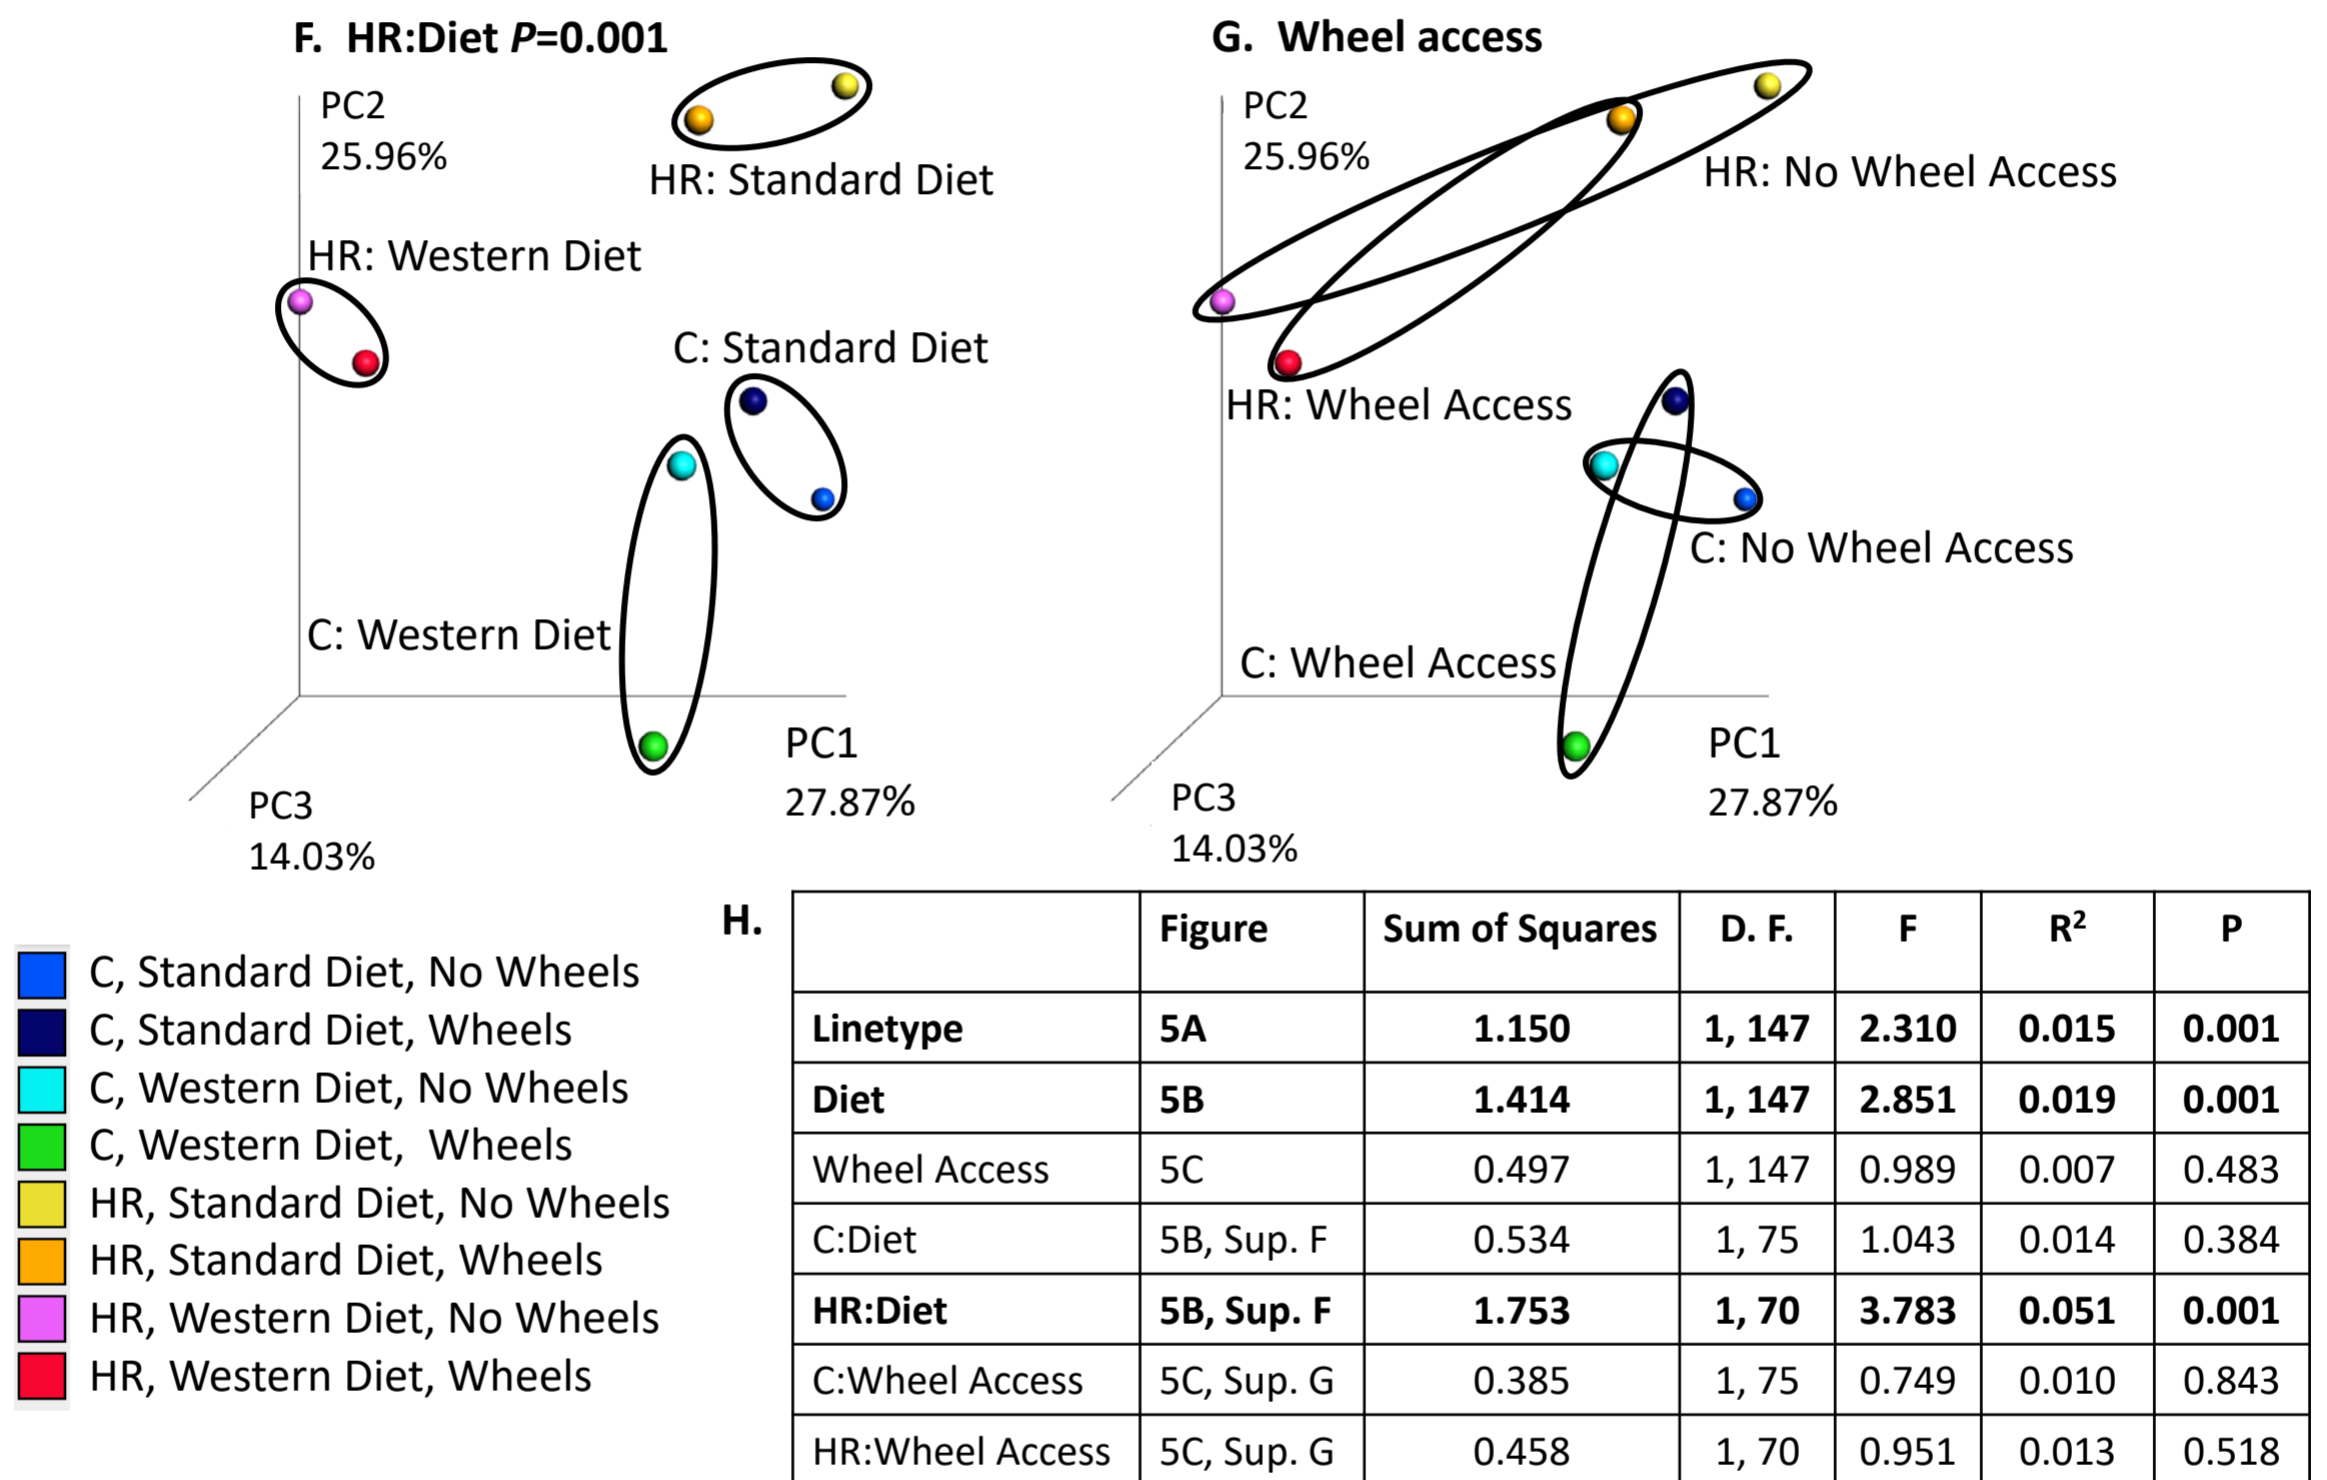 F. HR:Diet P=0.001
PC2
25.96%
HR: Standard Diet
HR: Western Diet
C: Standard Diet
C: Western Diet
PC1
27.87%
PC3
14.03%
G. Wheel access
PC2
25.96%
HR: No Wheel Access
HR: Wheel Access
C: No Wheel Access
C: Wheel Access
PC1
27.87%
PC3
14.03%
C, Standard Diet, No Wheels
C, Standard Diet, Wheels
C, Western Diet, No Wheels
C, Western Diet, Wheels
HR, Standard Diet, No Wheels
HR, Standard Diet, Wheels
HR, Western Diet, No Wheels
HR, Western Diet, Wheels
H.
Figure Sum of Squares D. F. F R² P
Linetype 5A 1.150 1, 147 2.310 0.015 0.001
Diet 5B 1.414 1, 147 2.851 0.019 0.001
Wheel Access 5C 0.497 1, 147 0.989 0.007 0.483
C:Diet 5B, Sup. F 0.534 1, 75 1.043 0.014 0.384
HR:Diet 5B, Sup. F 1.753 1, 70 3.783 0.051 0.001
C:Wheel Access 5C, Sup. G 0.385 1, 75 0.749 0.010 0.843
HR:Wheel Access 5C, Sup. G 0.458 1, 70 0.951 0.013 0.518